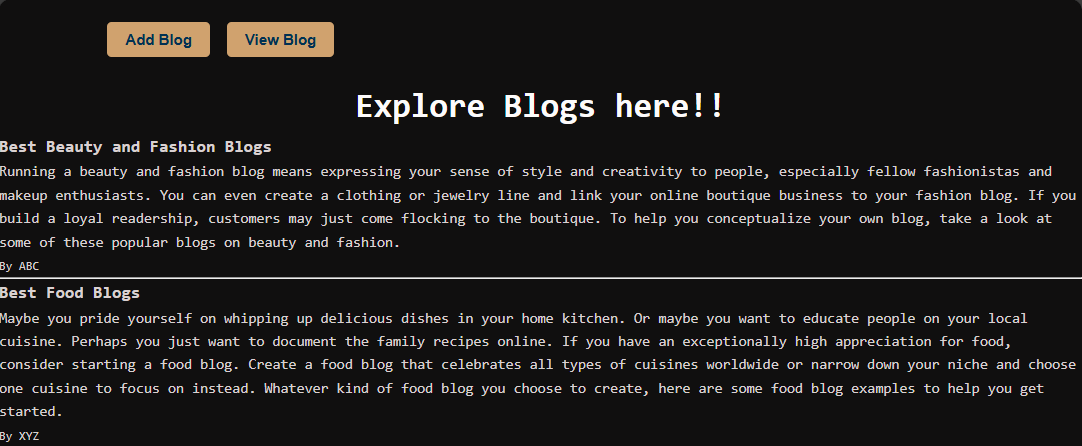 Add Blog View Blog
Explore Blogs here!!
Best Beauty and Fashion Blogs
Running a beauty and fashion blog means expressing your sense of style and creativity to people, especially fellow fashionistas and
makeup enthusiasts. You can even create a clothing or jewelry line and link your online boutique business to your fashion blog. If you
build a loyal readership, customers may just come flocking to the boutique. To help you conceptualize your own blog, take a look at
some of these popular blogs on beauty and fashion.
By ABC
Best Food Blogs
Maybe you pride yourself on whipping up delicious dishes in your home kitchen. Or maybe you want to educate people on your local
cuisine. Perhaps you just want to document the family recipes online. If you have an exceptionally high appreciation for food,
consider starting a food blog. Create a food blog that celebrates all types of cuisines worldwide or narrow down your niche and choose
one cuisine to focus on instead. Whatever kind of food blog you choose to create, here are some food blog examples to help you get
started.
By XYZ